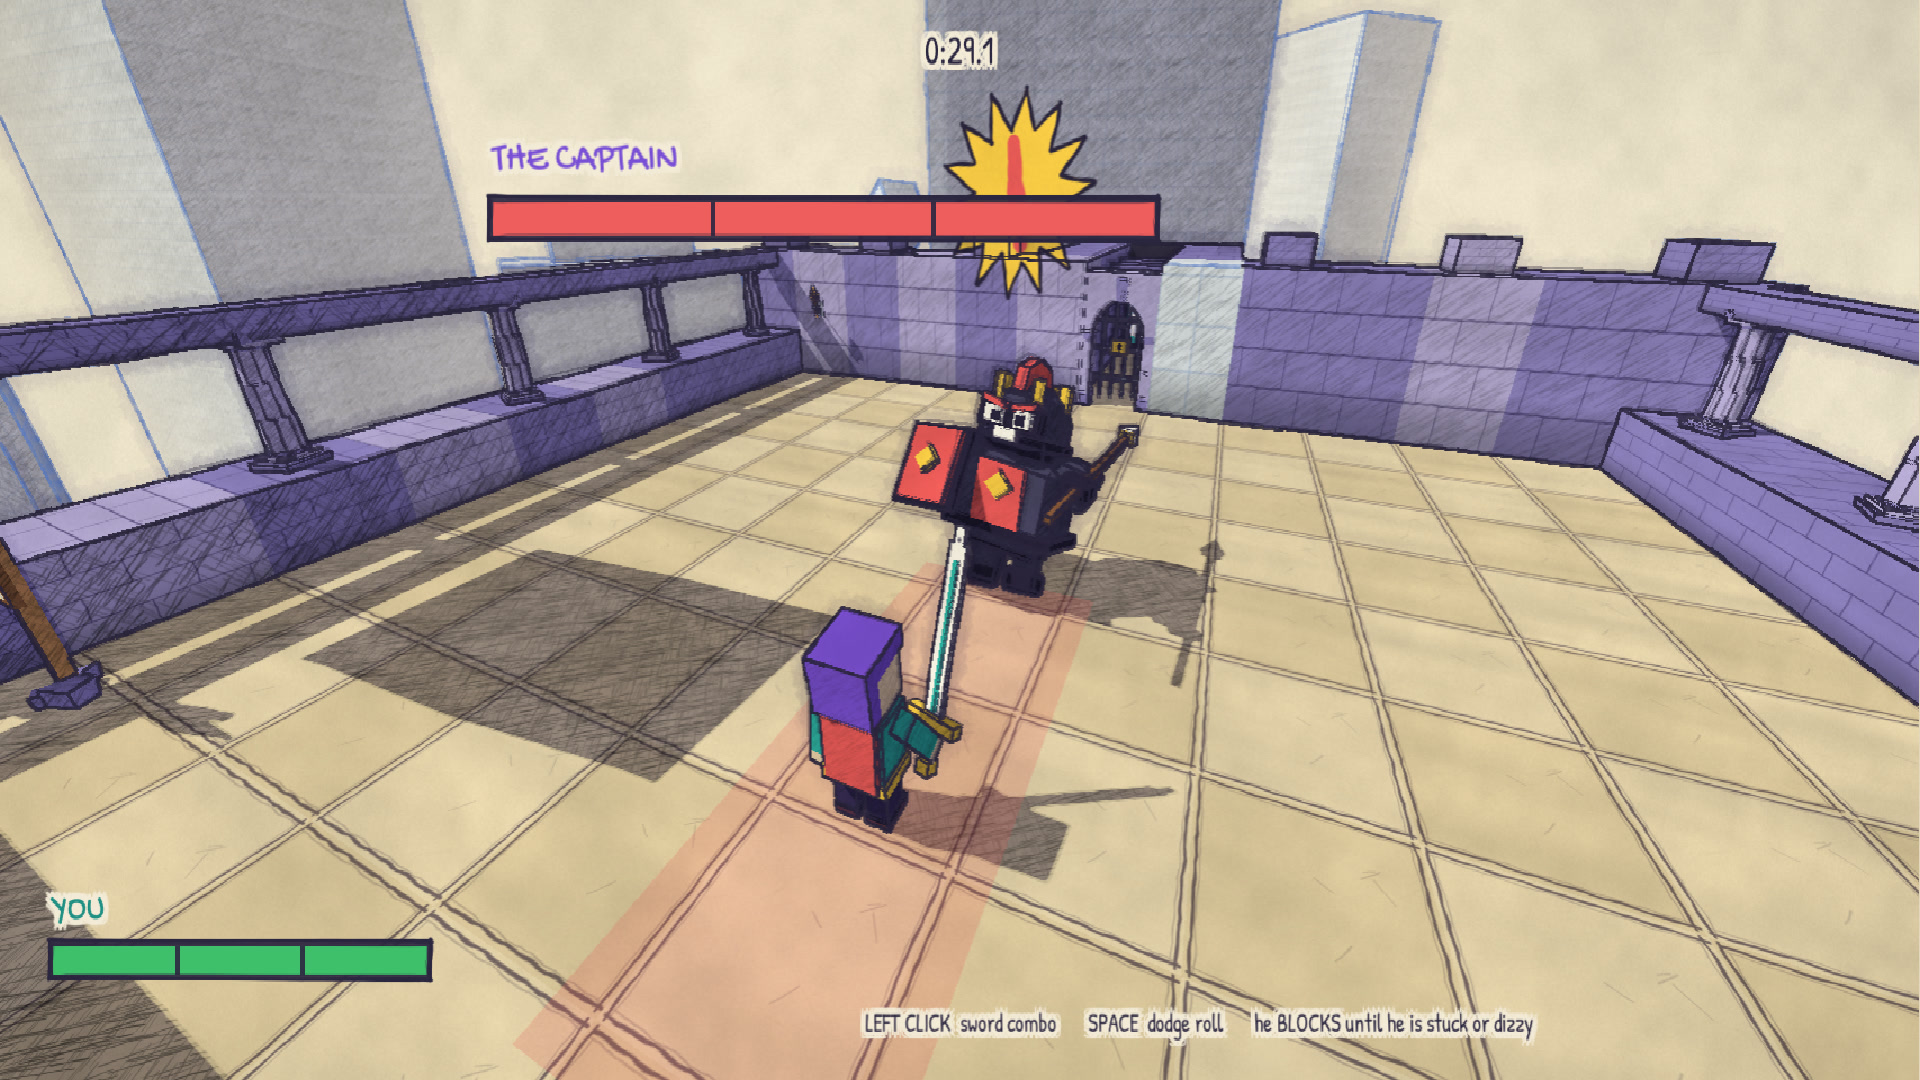 0:29.1
THE CAPTAIN
YOU
LEFT CLICK sword combo SPACE dodge roll he BLOCKS until he is stuck or dizzy